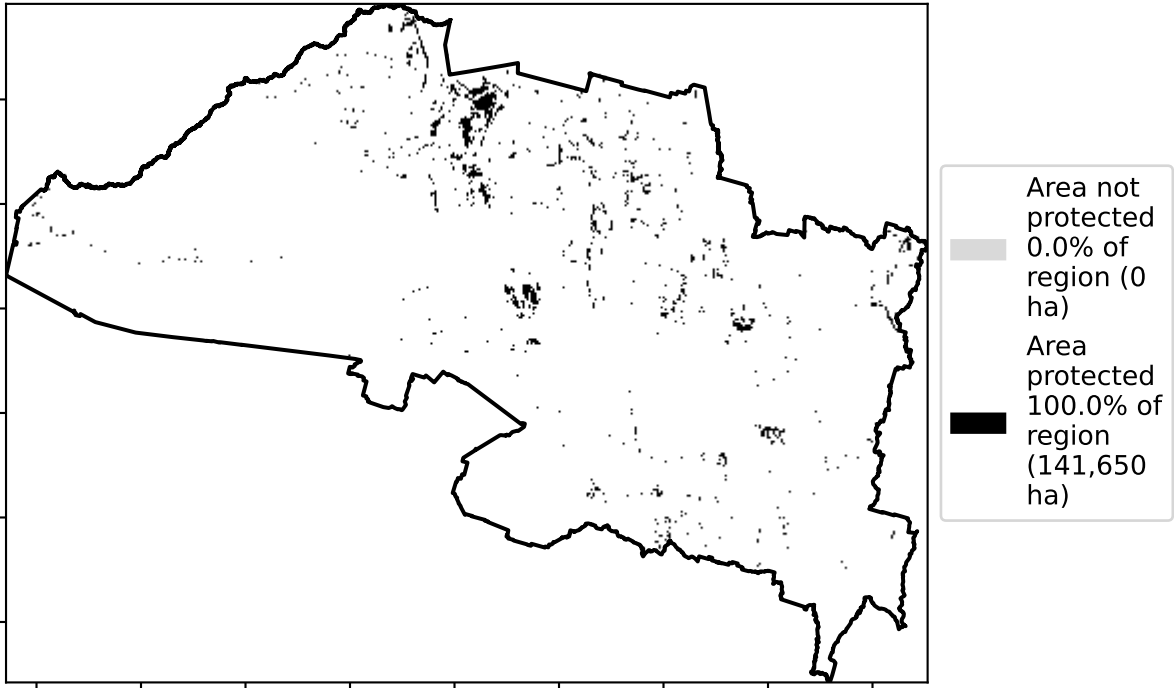 Area not
protected
0.0% of
region (0
ha)
Area
protected
100.0% of
region
(141,650
ha)